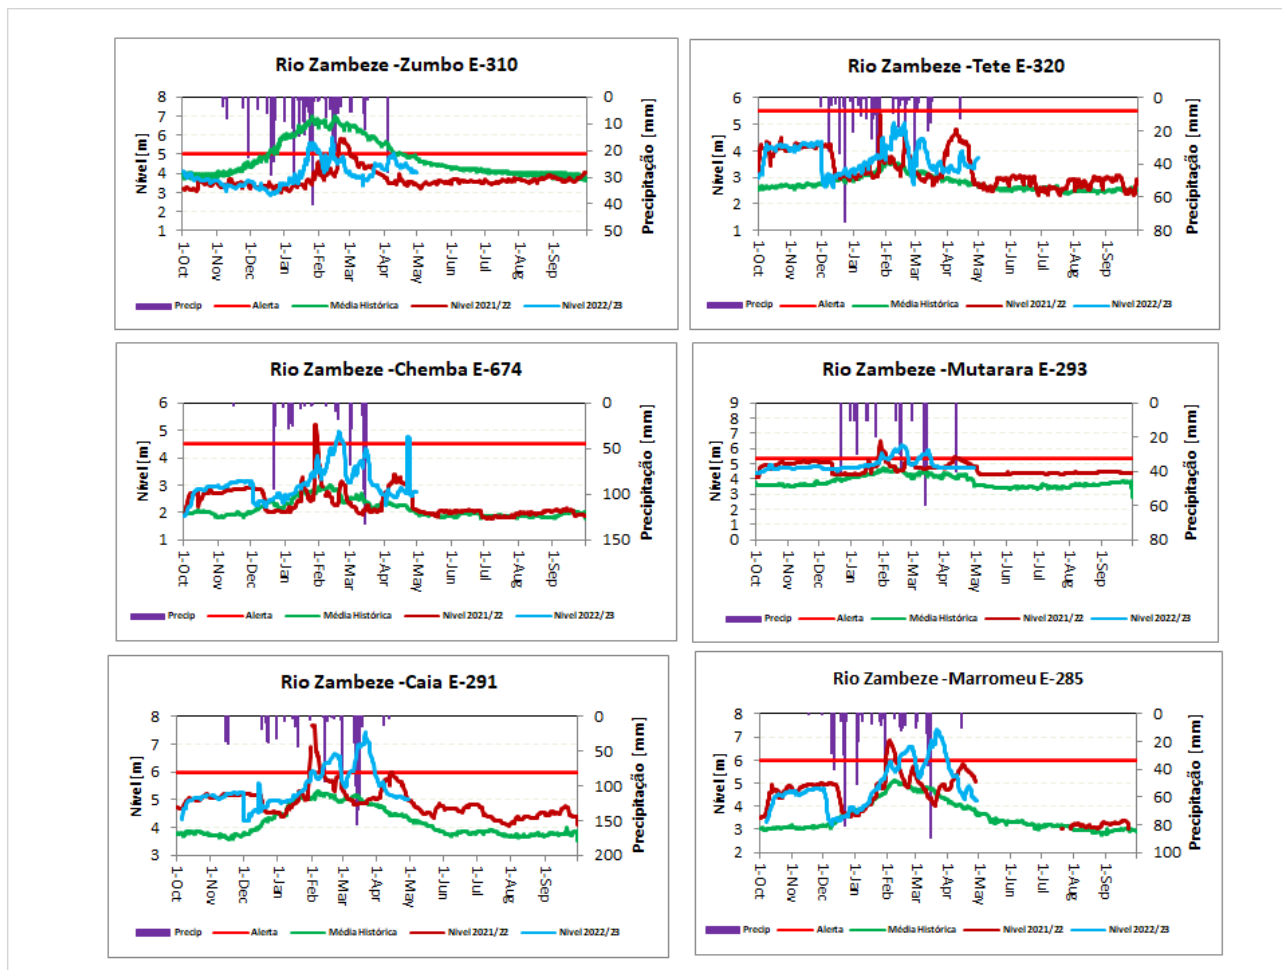 Rio Zambeze -Zumbo E-310
8
7
6
5
4
3
2
1
Nível [m]
0
10
20
30
40
50
Precipitação [mm]
1-Oct
1-Nov
1-Dec
1-Jan
1-Feb
1-Mar
1-Apr
1-May
1-Jun
1-Jul
1-Aug
1-Sep
Precip Alerta Média Histórica Nivel 2021/22 Nivel 2022/23
Rio Zambeze -Tete E-320
6
5
4
3
2
1
Nível [m]
0
20
40
60
80
Precipitação [mm]
1-Oct
1-Nov
1-Dec
1-Jan
1-Feb
1-Mar
1-Apr
1-May
1-Jun
1-Jul
1-Aug
1-Sep
Precip Alerta Média Histórica Nivel 2021/22 Nivel 2022/23
Rio Zambeze -Chemba E-674
6
5
4
3
2
1
Nível [m]
0
50
100
150
Precipitação [mm]
1-Oct
1-Nov
1-Dec
1-Jan
1-Feb
1-Mar
1-Apr
1-May
1-Jun
1-Jul
1-Aug
1-Sep
Precip Alerta Média Histórica Nivel 2021/22 Nivel 2022/23
Rio Zambeze -Mutarara E-293
9
8
7
6
5
4
3
2
1
0
Nível [m]
0
20
40
60
80
Precipitação [mm]
1-Oct
1-Nov
1-Dec
1-Jan
1-Feb
1-Mar
1-Apr
1-May
1-Jun
1-Jul
1-Aug
1-Sep
Precip Alerta Média Histórica Nivel 2021/22 Nivel 2022/23
Rio Zambeze -Caia E-291
8
7
6
5
4
3
Nível [m]
0
50
100
150
200
Precipitação [mm]
1-Oct
1-Nov
1-Dec
1-Jan
1-Feb
1-Mar
1-Apr
1-May
1-Jun
1-Jul
1-Aug
1-Sep
Precip Alerta Média Histórica Nivel 2021/22 Nivel 2022/23
Rio Zambeze -Marromeu E-285
8
7
6
5
4
3
2
Nível [m]
0
20
40
60
80
100
Precipitação [mm]
1-Oct
1-Nov
1-Dec
1-Jan
1-Feb
1-Mar
1-Apr
1-May
1-Jun
1-Jul
1-Aug
1-Sep
Precip Alerta Média Histórica Nivel 2021/22 Nivel 2022/23